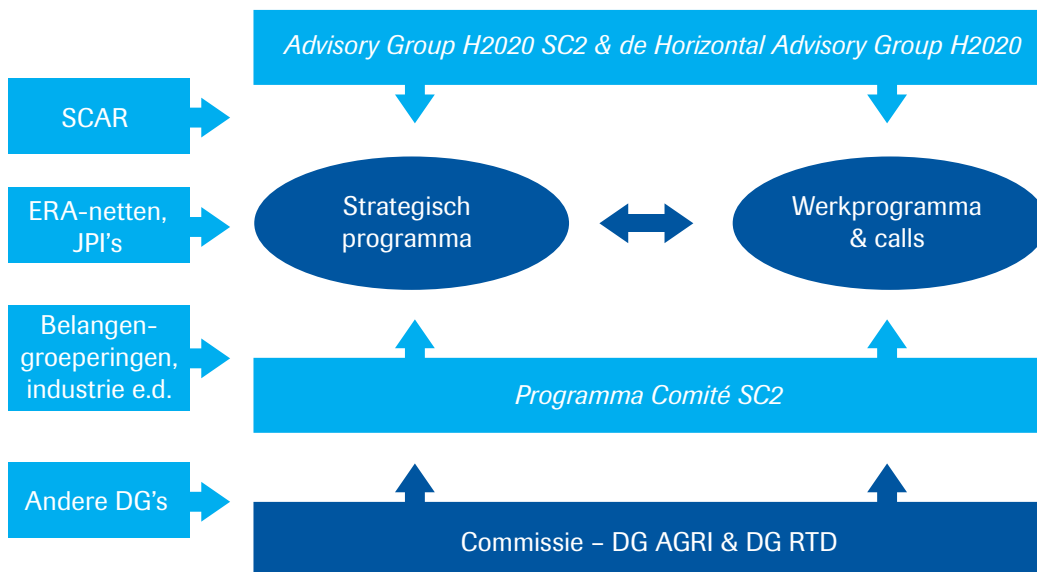 Advisory Group H2020 SC2 & de Horizontal Advisory Group H2020
SCAR
ERA-netten,
JPI's
Strategisch
programma
Werkprogramma
& calls
Belangen-
groeperingen,
industrie e.d.
Programma Comité SC2
Andere DG's
Commissie – DG AGRI & DG RTD